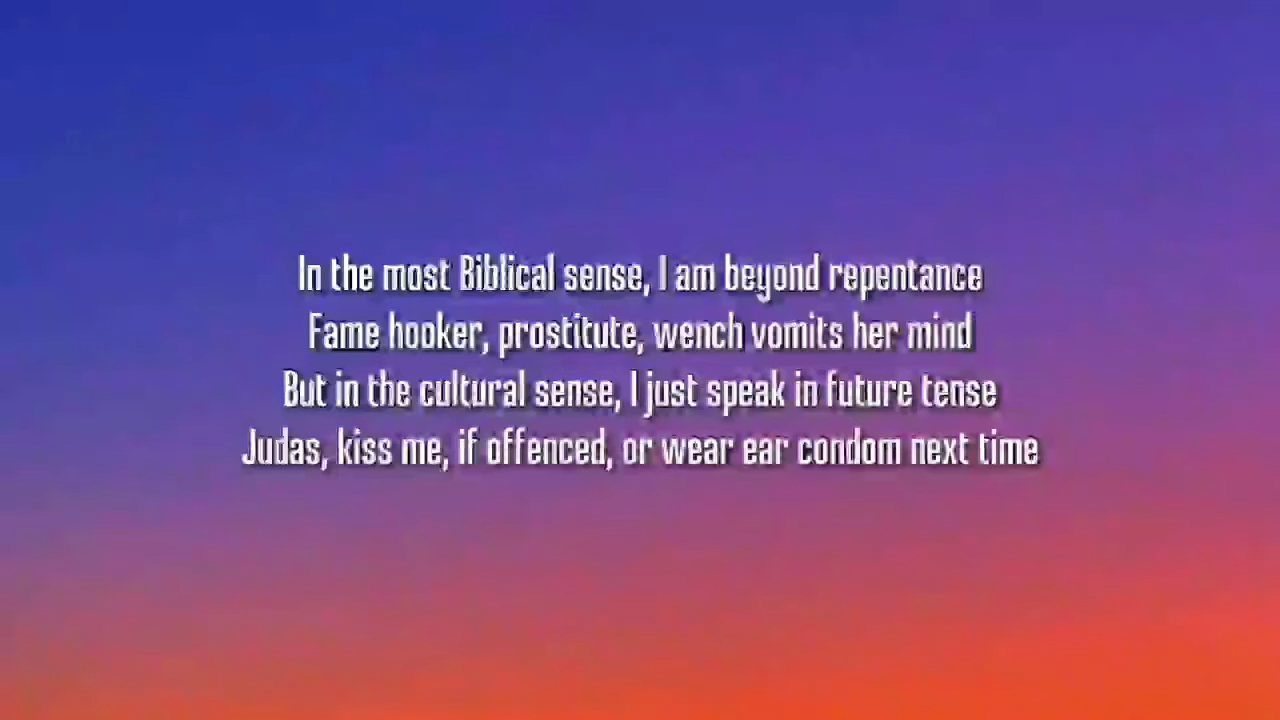 In the most Biblical sense, I am beyond repentance
Fame hooker, prostitute, wench vomits her mind
But in the cultural sense, I just speak in future tense
Judas, kiss me, if offenced, or wear ear condom next time